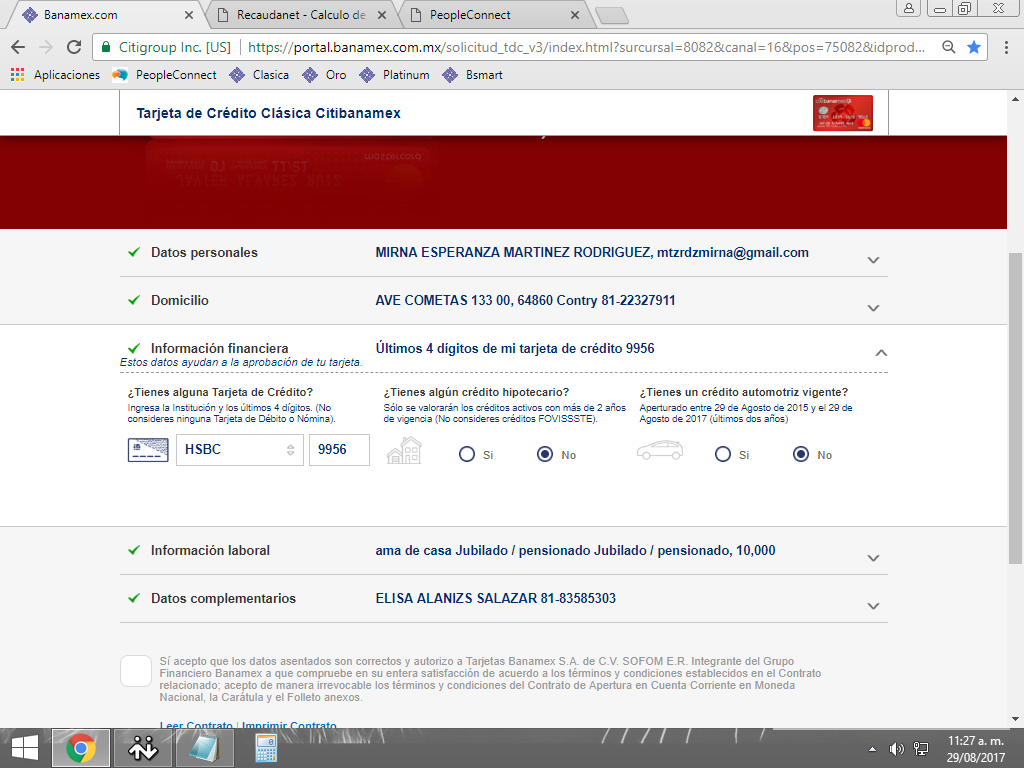 Banamex.com
Recaudanet - Calculo de
PeopleConnect
Citigroup Inc. [US] https://portal.banamex.com.mx/solicitud_tdc_v3/index.html?surcursal=8082&canal=16&pos=75082&idprod...
Aplicaciones PeopleConnect Clasica Oro Platinum Bsmart
Tarjeta de Crédito Clásica Citibanamex
Datos personales MIRNA ESPERANZA MARTINEZ RODRIGUEZ, mtzrdzmirna@gmail.com
Domicilio AVE COMETAS 133 00, 64860 Contry 81-22327911
Información financiera Últimos 4 dígitos de mi tarjeta de crédito 9956
Estos datos ayudan a la aprobación de tu tarjeta.
¿Tienes alguna Tarjeta de Crédito?
Ingresa la Institución y los últimos 4 dígitos. (No
consideres ninguna Tarjeta de Débito o Nómina).
HSBC 9956
¿Tienes algún crédito hipotecario?
Sólo se valorarán los créditos activos con más de 2 años
de vigencia (No consideres créditos FOVISSSTE).
Si No
¿Tienes un crédito automotriz vigente?
Aperturado entre 29 de Agosto de 2015 y el 29 de
Agosto de 2017 (últimos dos años)
Si No
Información laboral ama de casa Jubilado / pensionado Jubilado / pensionado, 10,000
Datos complementarios ELISA ALANIZS SALAZAR 81-83585303
Sí acepto que los datos asentados son correctos y autorizo a Tarjetas Banamex S.A. de C.V. SOFOM E.R. Integrante del Grupo
Financiero Banamex a que compruebe en su entera satisfacción de acuerdo a los términos y condiciones establecidos en el Contrato
relacionado; acepto de manera irrevocable los términos y condiciones del Contrato de Apertura en Cuenta Corriente en Moneda
Nacional, la Carátula y el Folleto anexos.
Leer Contrato | Imprimir Contrato
11:27 a. m.
29/08/2017